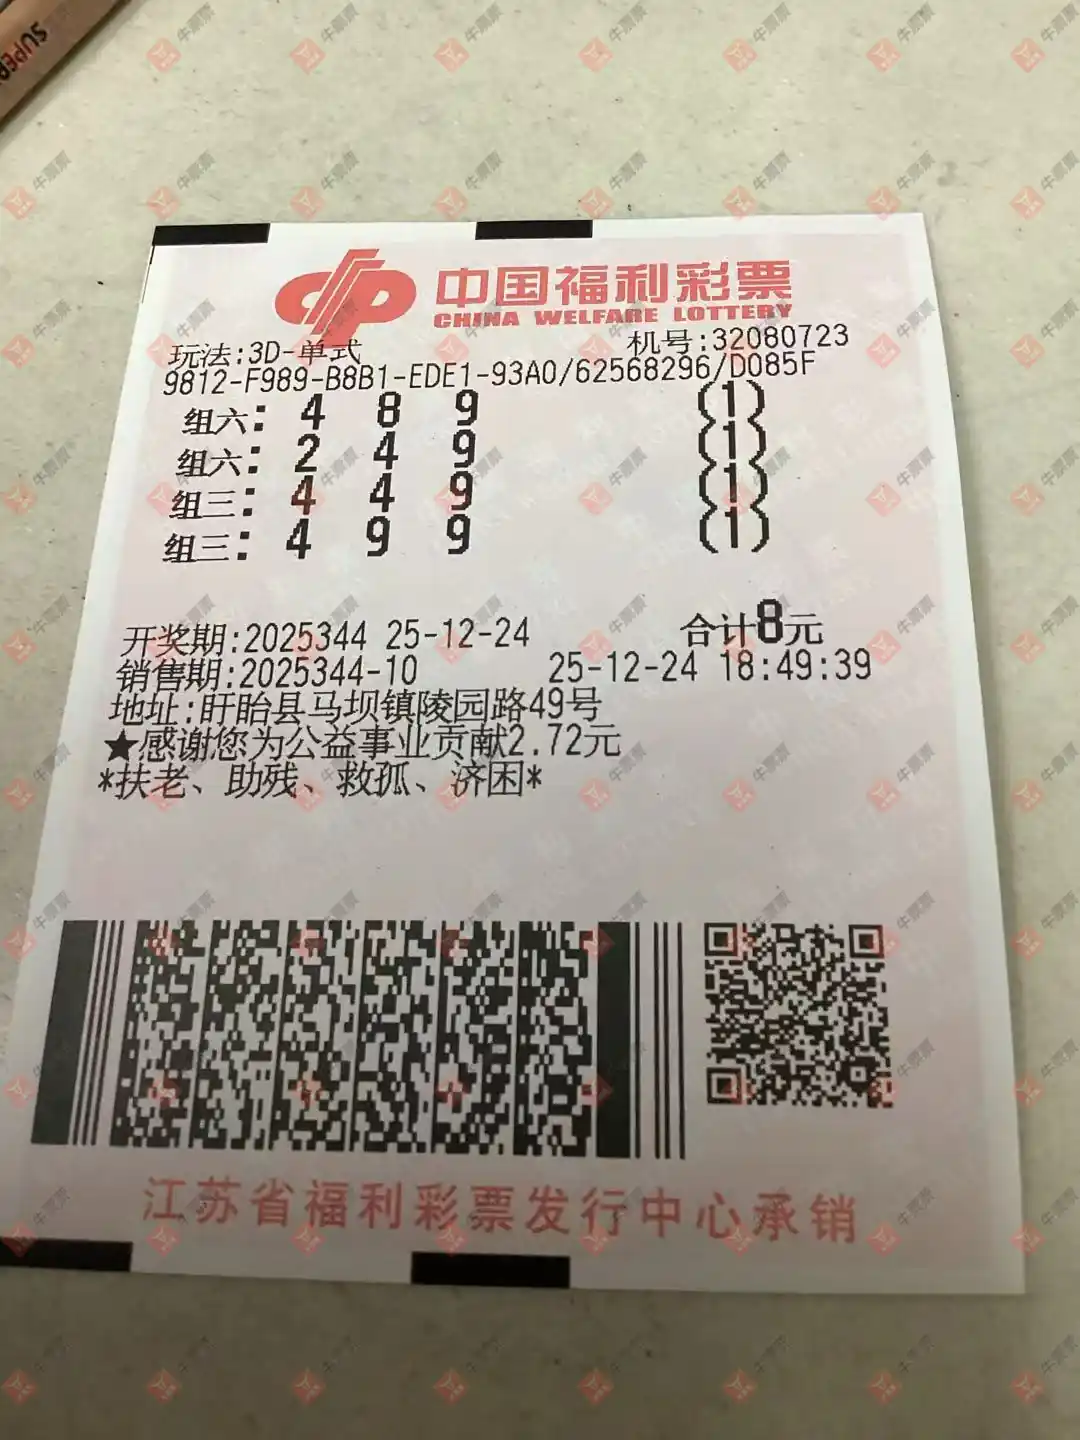 SUPER
中国福利彩票
CHINA WELFARE LOTTERY
玩法:3D-单式 机号:32080723
9812-F989-B8B1-EDE1-93A0/62568296/D085F
组六: 4 8 9 (1)
组六: 2 4 9 (1)
组三: 4 4 9 (1)
组三: 4 9 9 (1)
开奖期:2025344 25-12-24 合计8元
销售期:2025344-10 25-12-24 18:49:39
地址:盱眙县马坝镇陵园路49号
★感谢您为公益事业贡献2.72元
*扶老、助残、救孤、济困*
江苏省福利彩票发行中心承销
牛票票